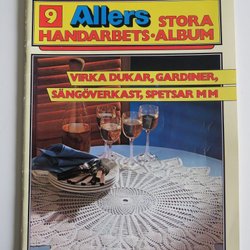 9 Allers STORA
HANDARBETS-ALBUM
VIRKA DUKAR, GARDINER,
SÄNGÖVERKAST, SPETSAR M M